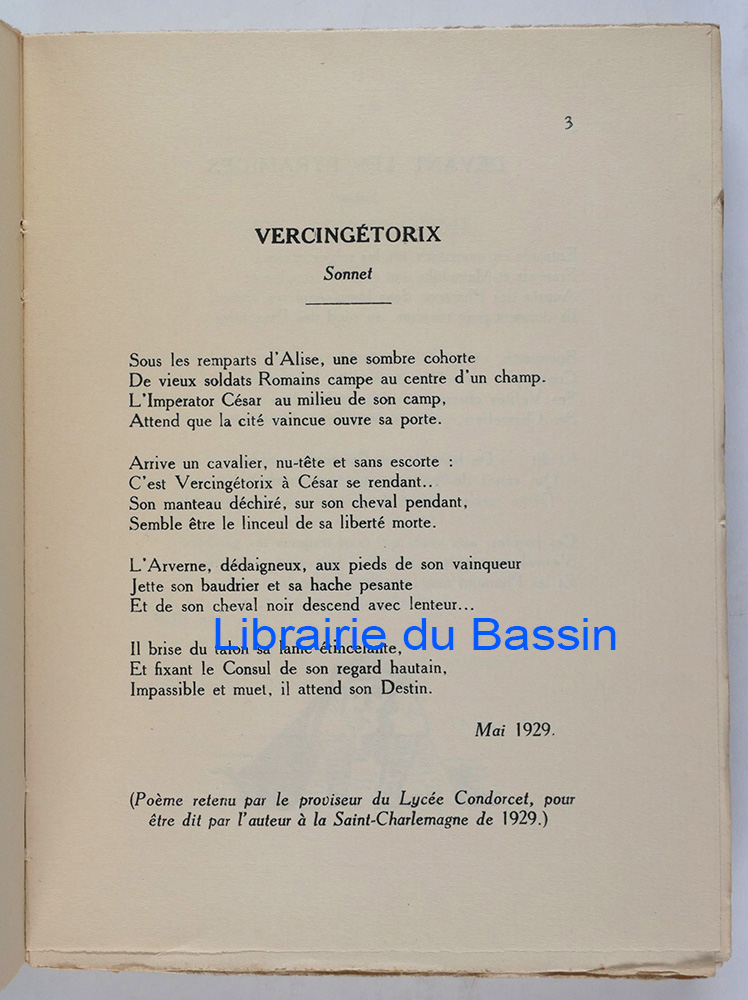 3
VERCINGÉTORIX
Sonnet
Sous les remparts d'Alise, une sombre cohorte
De vieux soldats Romains campe au centre d'un champ.
L'Imperator César au milieu de son camp,
Attend que la cité vaincue ouvre sa porte.
Arrive un cavalier, nu-tête et sans escorte :
C'est Vercingétorix à César se rendant..
Son manteau déchiré, sur son cheval pendant,
Semble être le linceul de sa liberté morte.
L'Arverne, dédaigneux, aux pieds de son vainqueur
Jette son baudrier et sa hache pesante
Et de son cheval noir descend avec lenteur...
Librairie du Bassin
Il brise du talon sa lame étincelante,
Et fixant le Consul de son regard hautain,
Impassible et muet, il attend son Destin.
Mai 1929.
(Poème retenu par le proviseur du Lycée Condorcet, pour
être dit par l'auteur à la Saint-Charlemagne de 1929.)